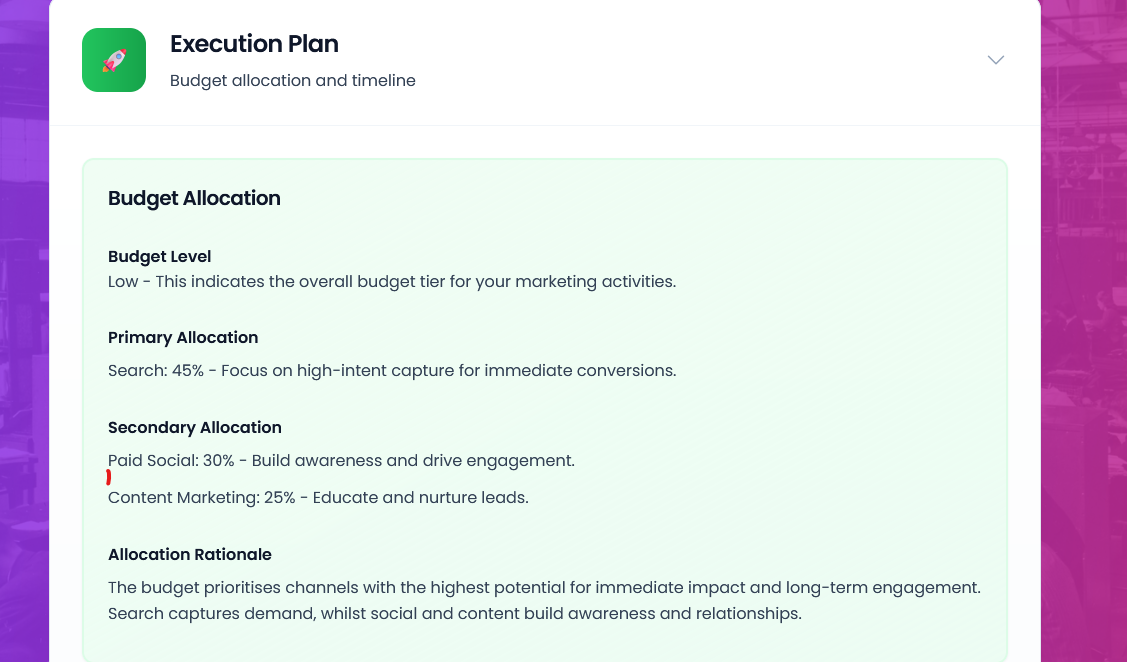 Execution Plan
Budget allocation and timeline
Budget Allocation
Budget Level
Low - This indicates the overall budget tier for your marketing activities.
Primary Allocation
Search: 45% - Focus on high-intent capture for immediate conversions.
Secondary Allocation
Paid Social: 30% - Build awareness and drive engagement.
Content Marketing: 25% - Educate and nurture leads.
Allocation Rationale
The budget prioritises channels with the highest potential for immediate impact and long-term engagement.
Search captures demand, whilst social and content build awareness and relationships.